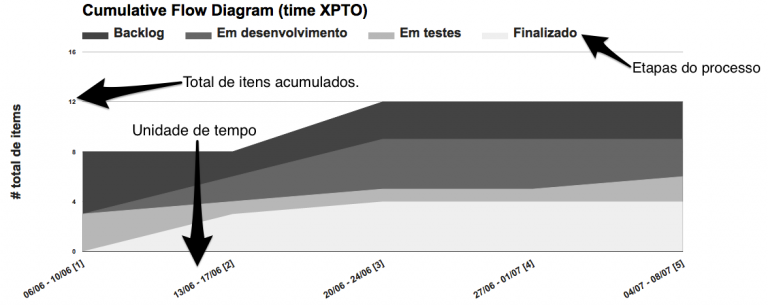 Cumulative Flow Diagram (time XPTO)
Backlog Em desenvolvimento Em testes Finalizado
16
Etapas do processo
Total de itens acumulados.
12
Unidade de tempo
# total de items
8
4
0
06/06 - 10/06 [1]
13/06 - 17/06 [2]
20/06 - 24/06 [3]
27/06 - 01/07 [4]
04/07 - 08/07 [5]